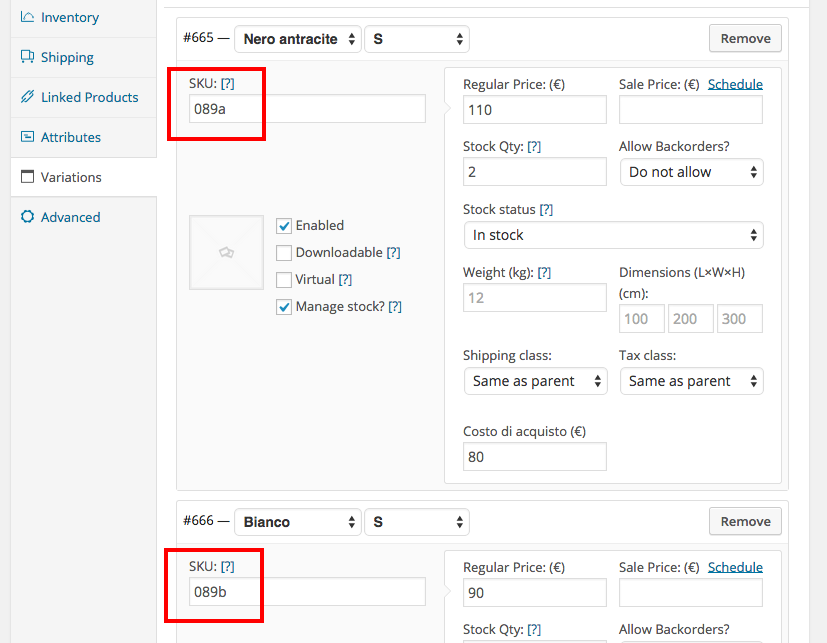 Inventory
Shipping
Linked Products
Attributes
Variations
Advanced
#665 — Nero antracite S Remove
SKU: [?]
089a
Regular Price: (€) Sale Price: (€) Schedule
110
Stock Qty: [?] Allow Backorders?
2 Do not allow
Stock status [?]
In stock
Enabled
Downloadable [?]
Virtual [?]
Manage stock? [?]
Weight (kg): [?] Dimensions (L×W×H)
(cm):
12 100 200 300
Shipping class: Tax class:
Same as parent Same as parent
Costo di acquisto (€)
80
#666 — Bianco S Remove
SKU: [?]
089b
Regular Price: (€) Sale Price: (€) Schedule
90
Stock Qty: [?] Allow Backorders?